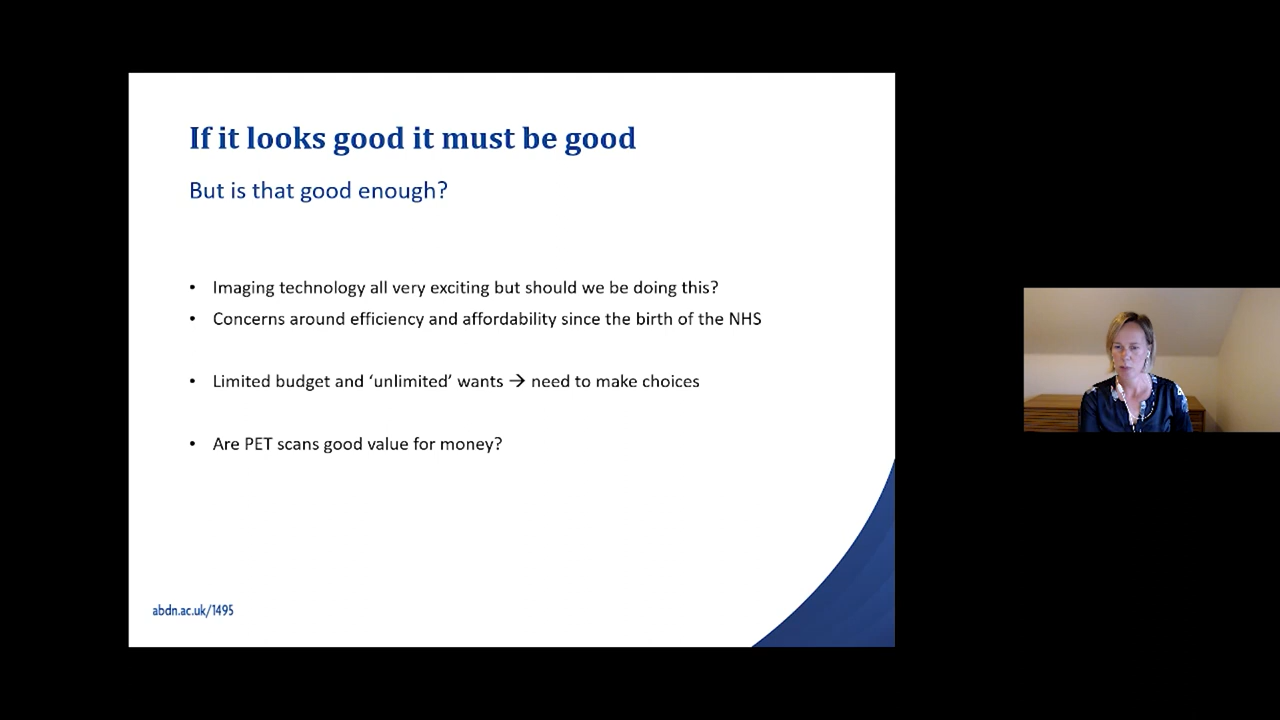 If it looks good it must be good
But is that good enough?
• Imaging technology all very exciting but should we be doing this?
• Concerns around efficiency and affordability since the birth of the NHS
• Limited budget and ‘unlimited’ wants → need to make choices
• Are PET scans good value for money?
abdn.ac.uk/1495